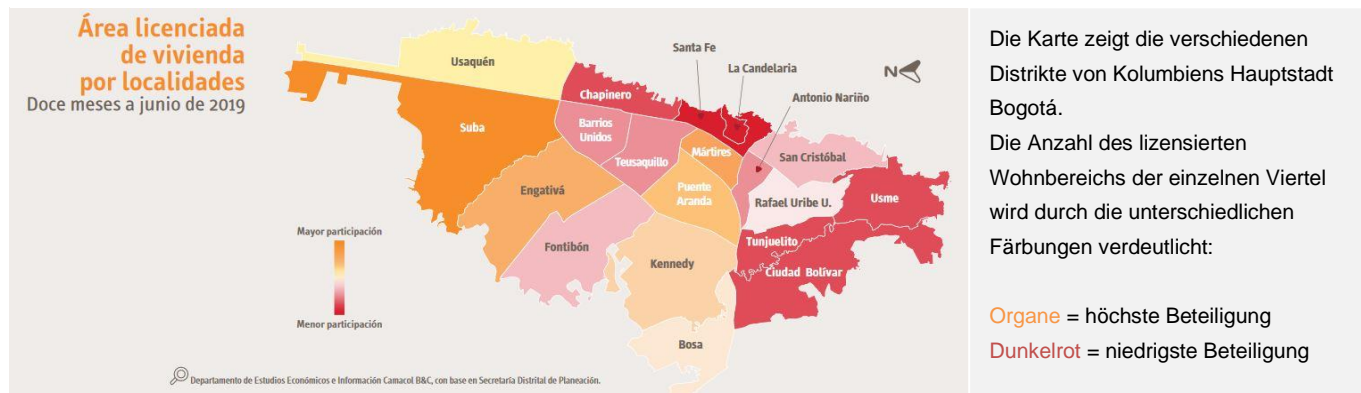 Área licenciada
de vivienda
por localidades
Doce meses a junio de 2019
Usaquén
Santa Fe
La Candelaria
N
Chapinero
Antonio Nariño
Suba
Barrios
Unidos
Teusaquillo
Mártires
San Cristóbal
Engativá
Puente
Aranda
Rafael Uribe U.
Usme
Mayor participación
Fontibón
Tunjuelito
Kennedy
Ciudad Bolívar
Menor participación
Bosa
Departamento de Estudios Económicos e Información Camacol B&C, con base en Secretaría Distrital de Planeación.
Die Karte zeigt die verschiedenen
Distrikte von Kolumbiens Hauptstadt
Bogotá.
Die Anzahl des lizensierten
Wohnbereichs der einzelnen Viertel
wird durch die unterschiedlichen
Färbungen verdeutlicht:
Organe = höchste Beteiligung
Dunkelrot = niedrigste Beteiligung